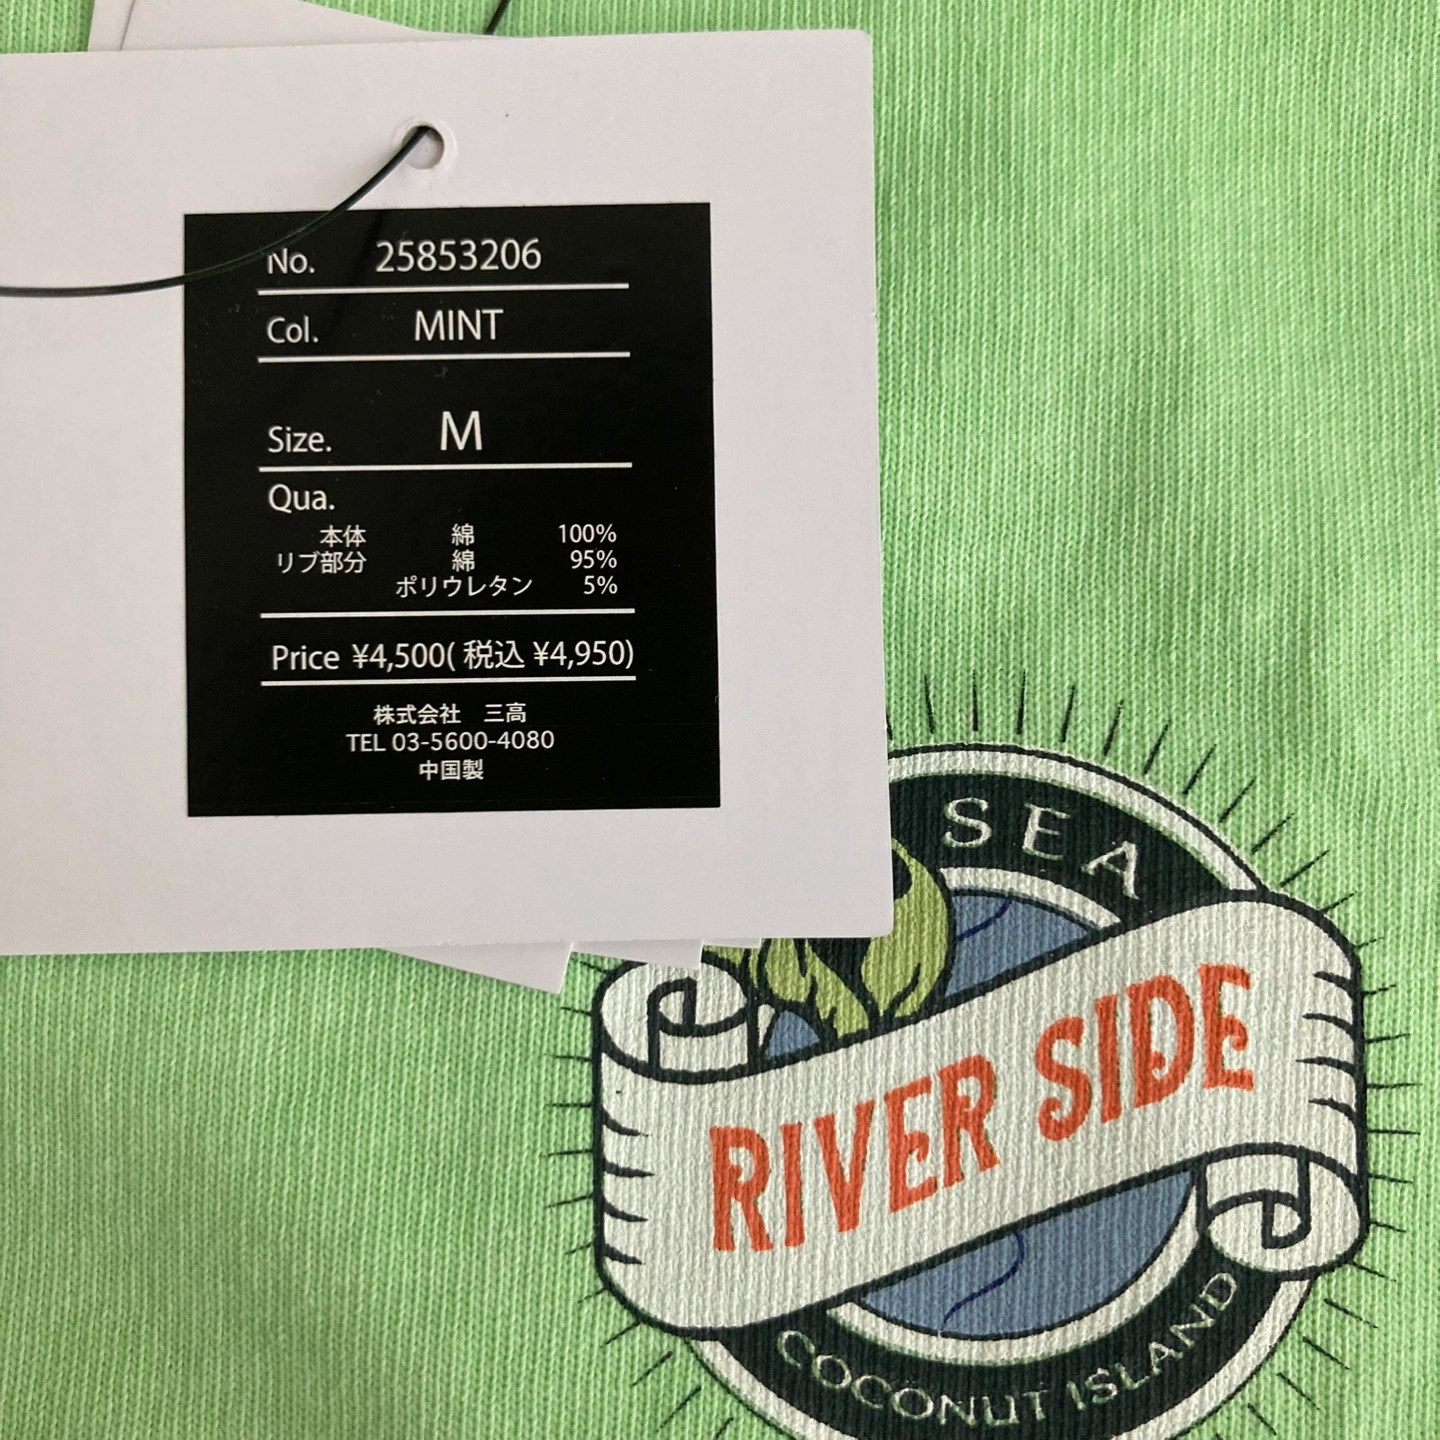 No. 25853206
Col. MINT
Size. M
Qua.
本体 綿 100%
リブ部分 綿 95%
ポリウレタン 5%
Price ¥4,500( 税込 ¥4,950)
株式会社 三高
TEL 03-5600-4080
中国製
SEA
RIVER SIDE
COCONUT ISLAND